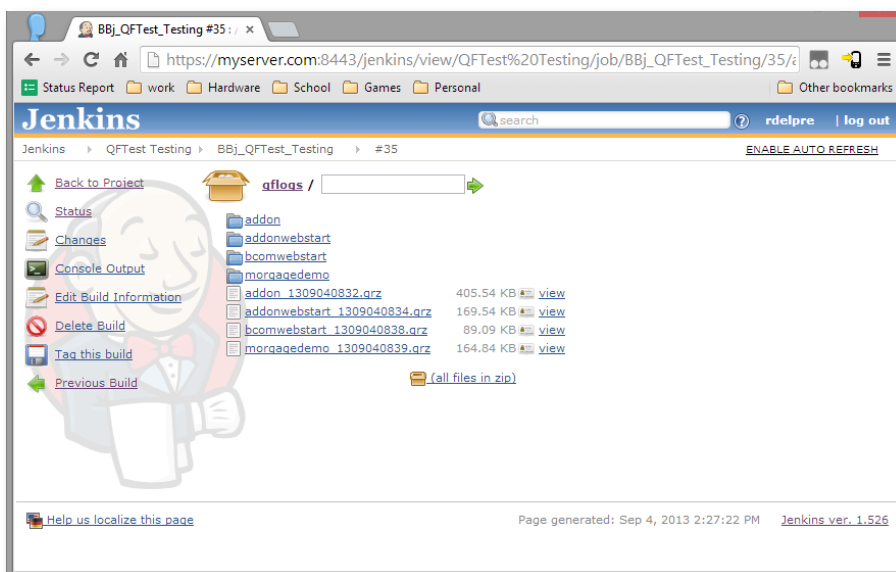 BBj_QFTest_Testing #35 : /
https://myserver.com:8443/jenkins/view/QFTest%20Testing/job/BBj_QFTest_Testing/35/a
Status Report work Hardware School Games Personal Other bookmarks
Jenkins search rdelpre | log out
Jenkins QFTest Testing BBj_QFTest_Testing #35 ENABLE AUTO REFRESH
Back to Project
qflogs /
Status
Changes
Console Output
Edit Build Information
Delete Build
Tag this build
Previous Build
addon
addonwebstart
bcomwebstart
morgagedemo
addon_1309040832.qrz 405.54 KB view
addonwebstart_1309040834.qrz 169.54 KB view
bcomwebstart_1309040838.qrz 89.09 KB view
morgagedemo_1309040839.qrz 164.84 KB view
(all files in zip)
Help us localize this page Page generated: Sep 4, 2013 2:27:22 PM Jenkins ver. 1.526